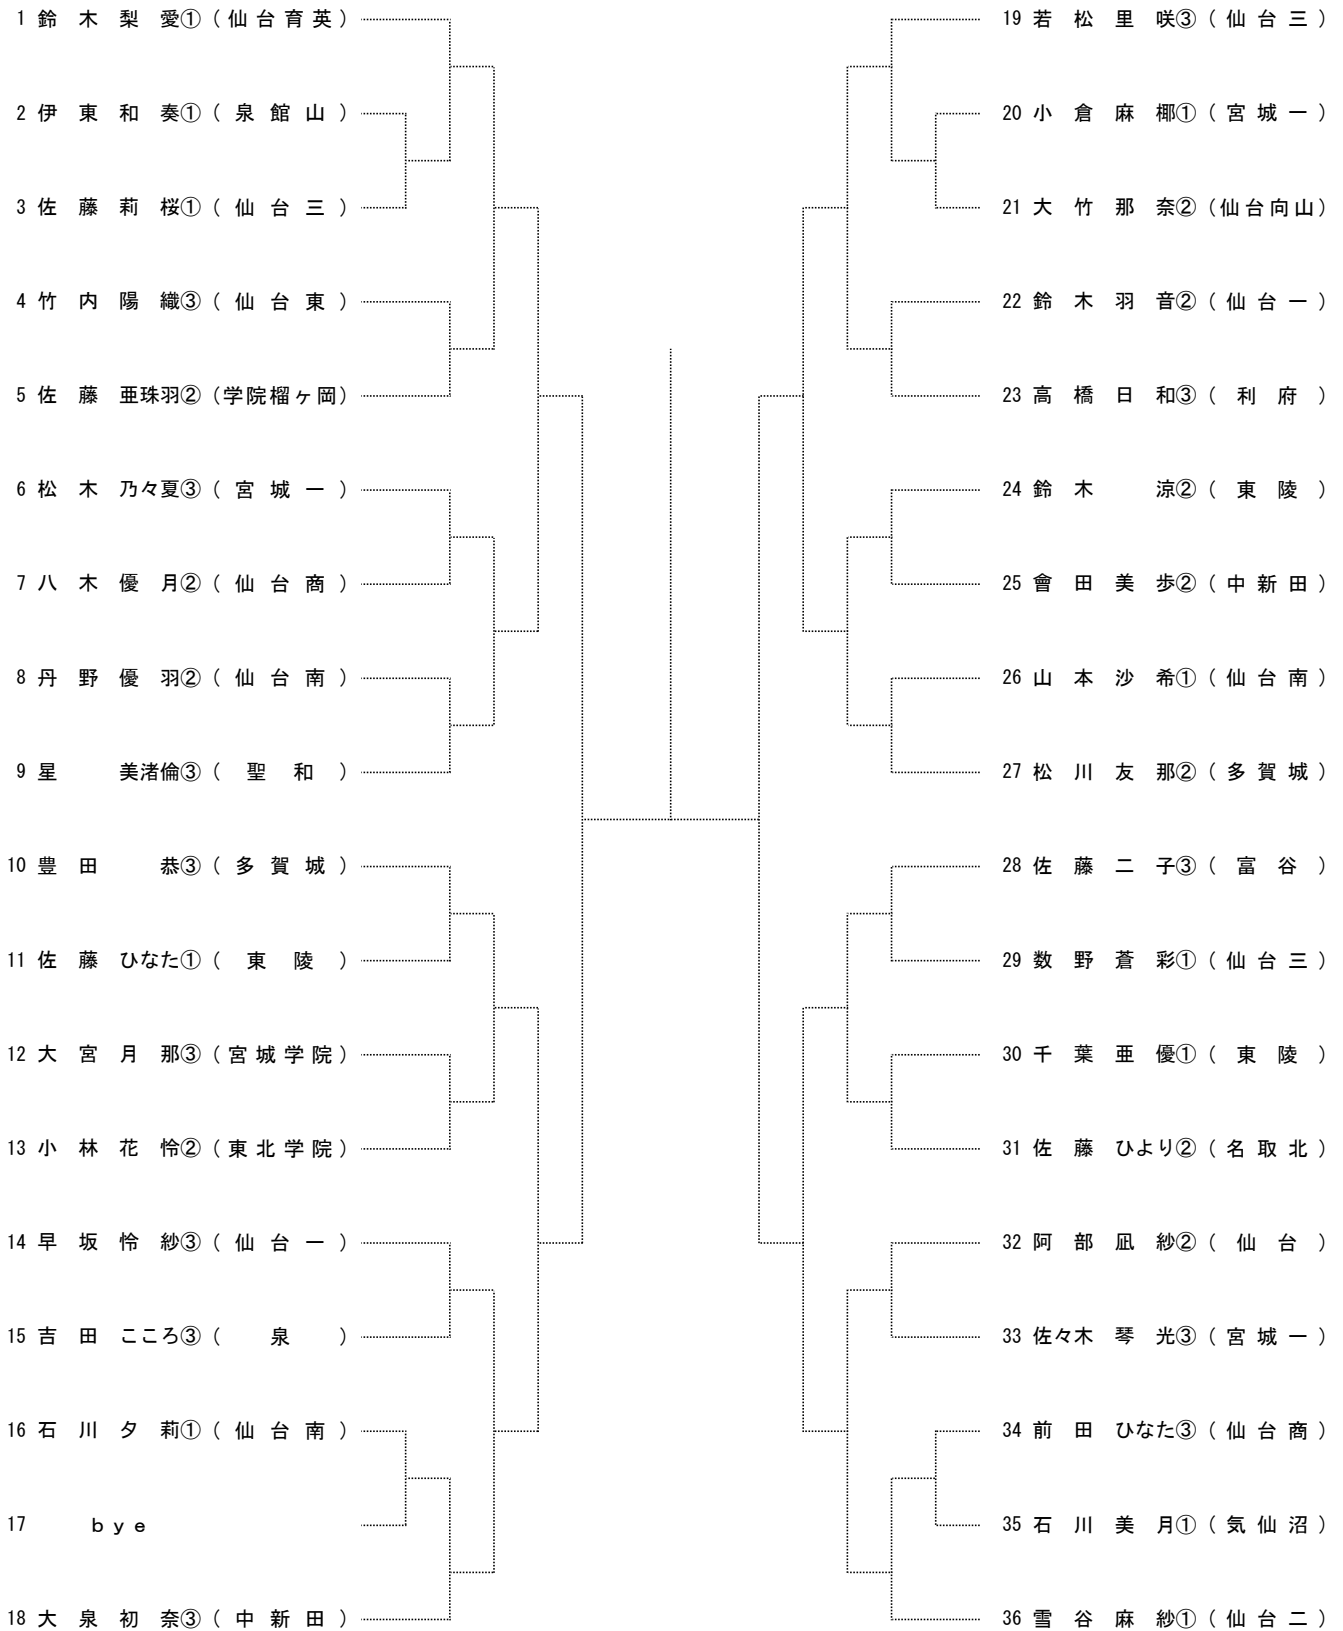 1 鈴木梨愛①(仙台育英)
2 伊東和奏①(泉館山)
3 佐藤莉桜①(仙台三)
4 竹内陽織③(仙台東)
5 佐藤亜珠羽②(学院榴ヶ岡)
6 松木乃々夏③(宮城一)
7 八木優月②(仙台商)
8 丹野優羽②(仙台南)
9 星美渚倫③(聖和)
10 豊田恭③(多賀城)
11 佐藤ひなた①(東陵)
12 大宮月那③(宮城学院)
13 小林花怜②(東北学院)
14 早坂怜紗③(仙台一)
15 吉田こころ③(泉)
16 石川夕莉①(仙台南)
17 ｂｙｅ
18 大泉初奈③(中新田)
19 若松里咲③(仙台三)
20 小倉麻椰①(宮城一)
21 大竹那奈②(仙台向山)
22 鈴木羽音②(仙台一)
23 高橋日和③(利府)
24 鈴木涼②(東陵)
25 會田美歩②(中新田)
26 山本沙希①(仙台南)
27 松川友那②(多賀城)
28 佐藤二子③(富谷)
29 数野蒼彩①(仙台三)
30 千葉亜優①(東陵)
31 佐藤ひより②(名取北)
32 阿部凪紗②(仙台)
33 佐々木琴光③(宮城一)
34 前田ひなた③(仙台商)
35 石川美月①(気仙沼)
36 雪谷麻紗①(仙台二)